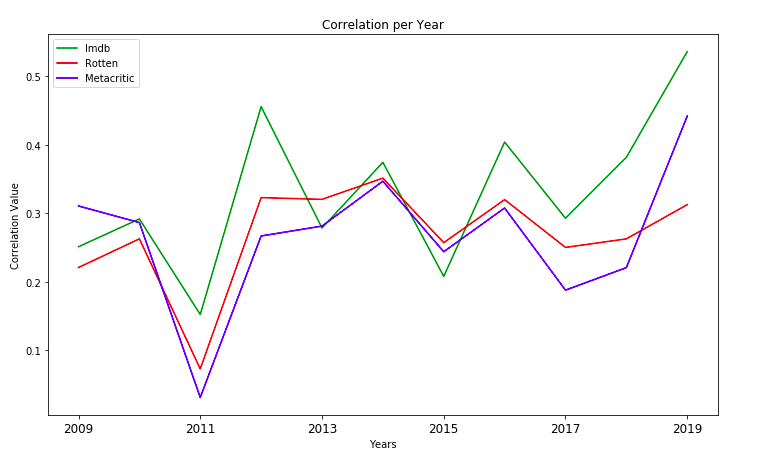 Correlation per Year
Imdb
Rotten
Metacritic
Correlation Value
0.5
0.4
0.3
0.2
0.1
2009 2011 2013 2015 2017 2019
Years